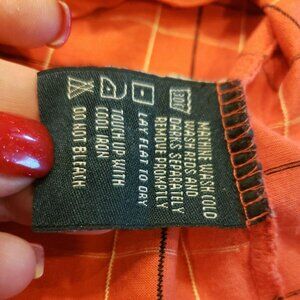 MACHINE WASH COLD
WASH REDS AND
DARKS SEPARATELY
REMOVE PROMPTLY
LAY FLAT TO DRY
TOUCH UP WITH
COOL IRON
DO NOT BLEACH